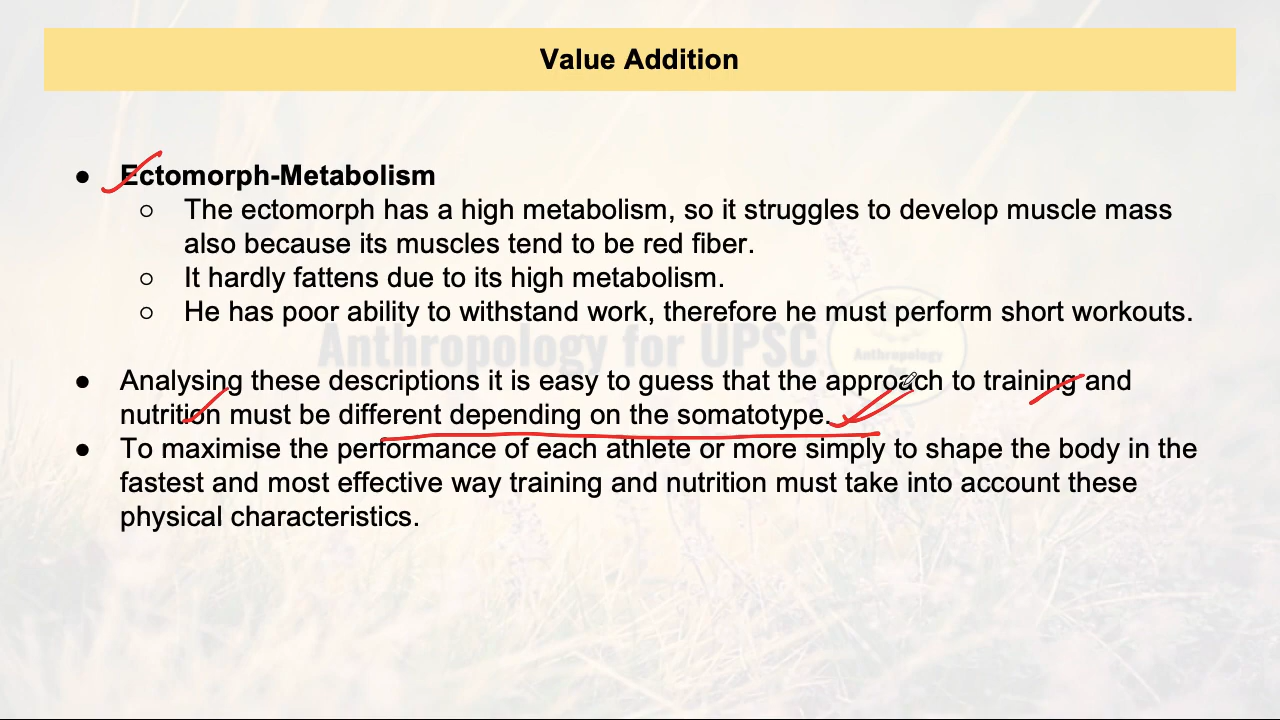 Value Addition
● Ectomorph-Metabolism
○ The ectomorph has a high metabolism, so it struggles to develop muscle mass
also because its muscles tend to be red fiber.
○ It hardly fattens due to its high metabolism.
○ He has poor ability to withstand work, therefore he must perform short workouts.
Anthropology for UPSC
Anthropology
● Analysing these descriptions it is easy to guess that the approach to training and
nutrition must be different depending on the somatotype.
● To maximise the performance of each athlete or more simply to shape the body in the
fastest and most effective way training and nutrition must take into account these
physical characteristics.